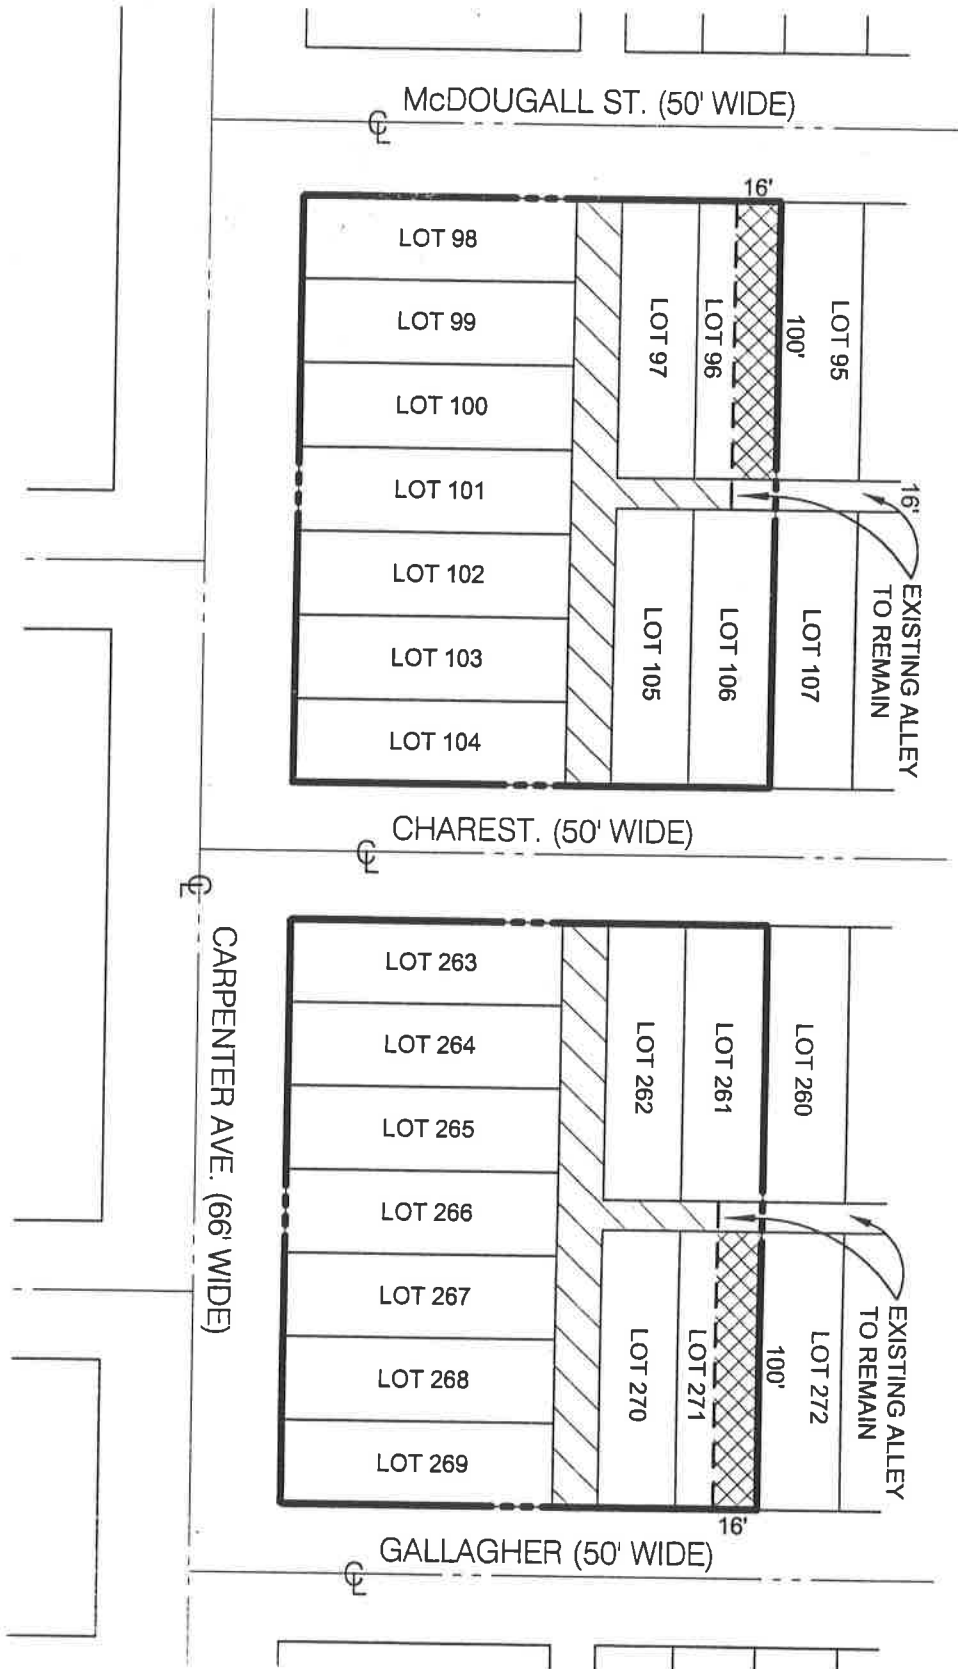 McDOUGALL ST. (50' WIDE)
℄
16'
LOT 98
LOT 99
LOT 100
LOT 101
LOT 102
LOT 103
LOT 104
LOT 97
LOT 96
100'
LOT 95
16'
LOT 105
LOT 106
LOT 107
EXISTING ALLEY
TO REMAIN
CHAREST. (50' WIDE)
℄
℄
CARPENTER AVE. (66' WIDE)
LOT 263
LOT 264
LOT 265
LOT 266
LOT 267
LOT 268
LOT 269
LOT 262
LOT 261
LOT 260
LOT 270
LOT 271
100'
LOT 272
EXISTING ALLEY
TO REMAIN
16'
GALLAGHER (50' WIDE)
℄